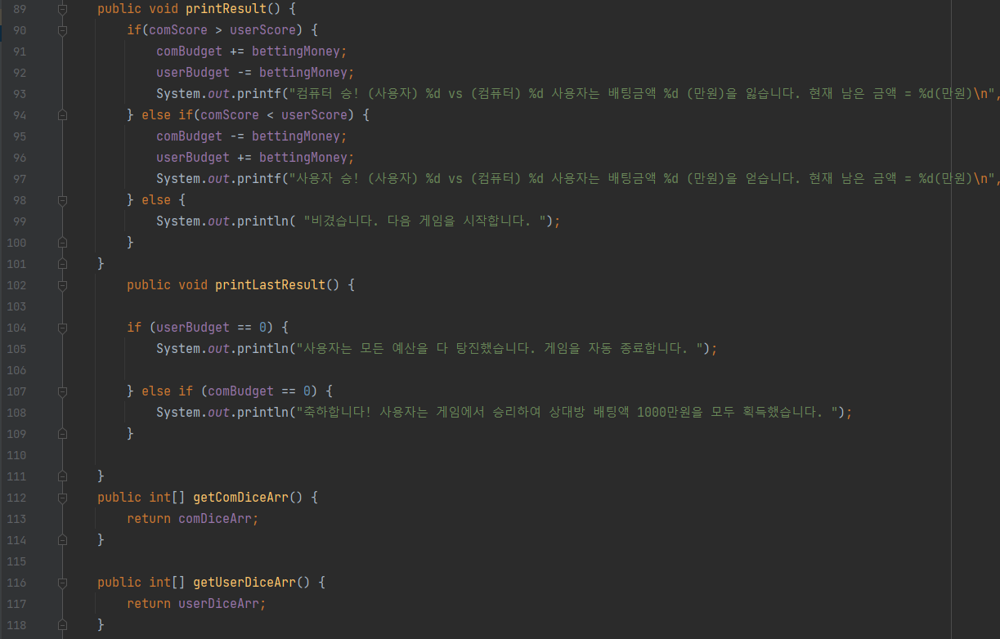 89 public void printResult() {
90 if(comScore > userScore) {
91 comBudget += bettingMoney;
92 userBudget -= bettingMoney;
93 System.out.printf("컴퓨터 승! (사용자) %d vs (컴퓨터) %d 사용자는 배팅금액 %d (만원)을 잃습니다. 현재 남은 금액 = %d(만원)\n",
94 } else if(comScore < userScore) {
95 comBudget -= bettingMoney;
96 userBudget += bettingMoney;
97 System.out.printf("사용자 승! (사용자) %d vs (컴퓨터) %d 사용자는 배팅금액 %d (만원)을 얻습니다. 현재 남은 금액 = %d(만원)\n",
98 } else {
99 System.out.println( "비겼습니다. 다음 게임을 시작합니다. ");
100 }
101 }
102 public void printLastResult() {
103
104 if (userBudget == 0) {
105 System.out.println("사용자는 모든 예산을 다 탕진했습니다. 게임을 자동 종료합니다. ");
106
107 } else if (comBudget == 0) {
108 System.out.println("축하합니다! 사용자는 게임에서 승리하여 상대방 배팅액 1000만원을 모두 획득했습니다. ");
109 }
110
111 }
112 public int[] getComDiceArr() {
113 return comDiceArr;
114 }
115
116 public int[] getUserDiceArr() {
117 return userDiceArr;
118 }